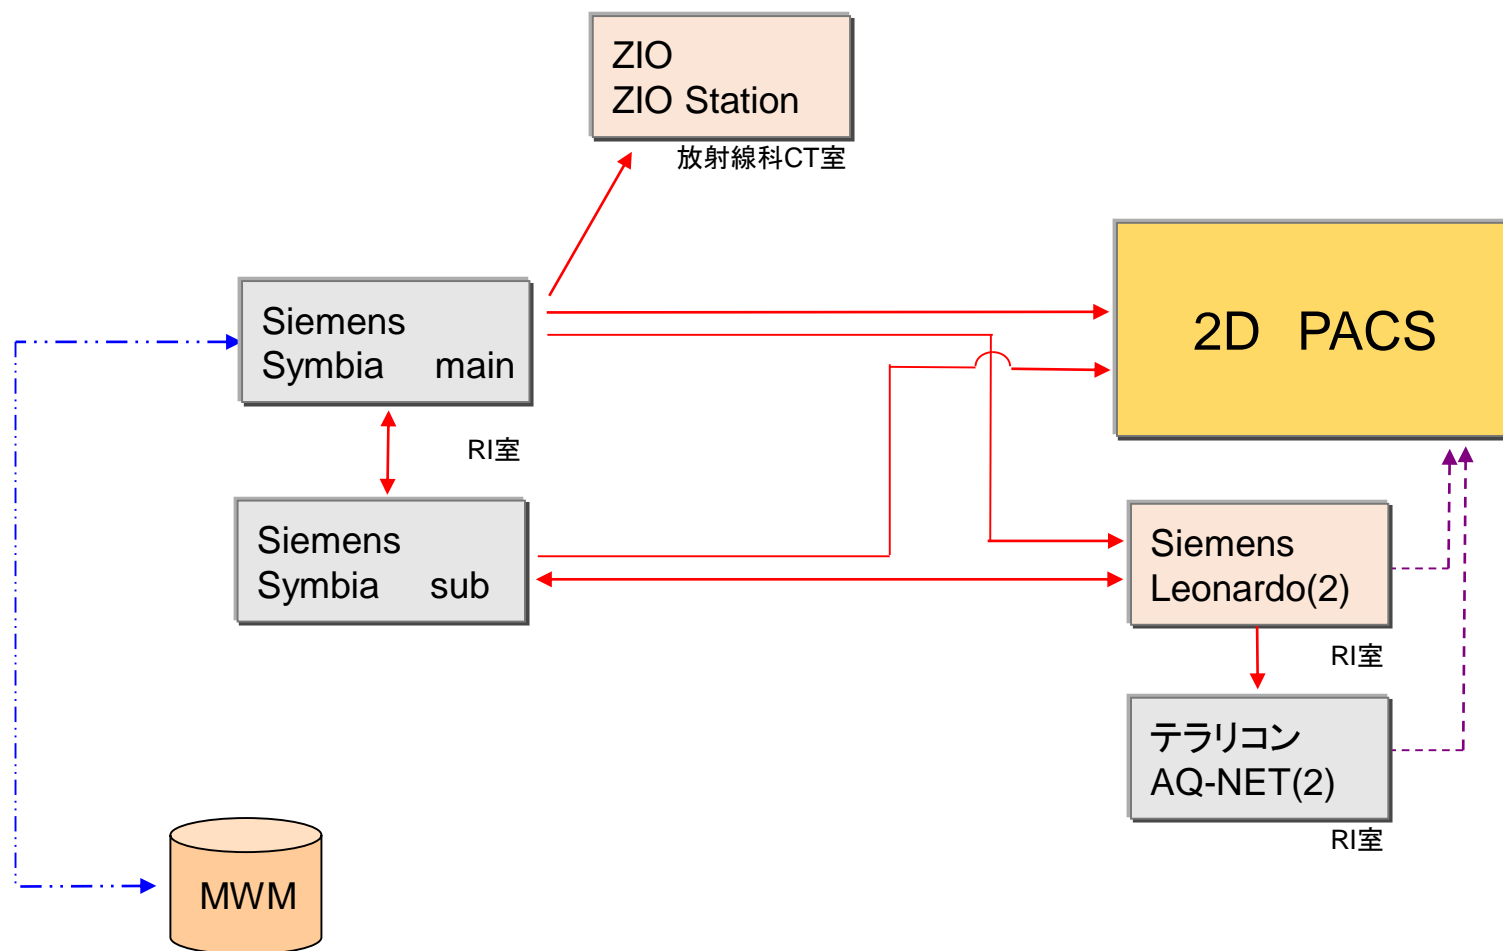 ZIO
ZIO Station
放射線科CT室
Siemens
Symbia main
2D PACS
RI室
Siemens
Symbia sub
Siemens
Leonardo(2)
RI室
テラリコン
AQ-NET(2)
RI室
MWM